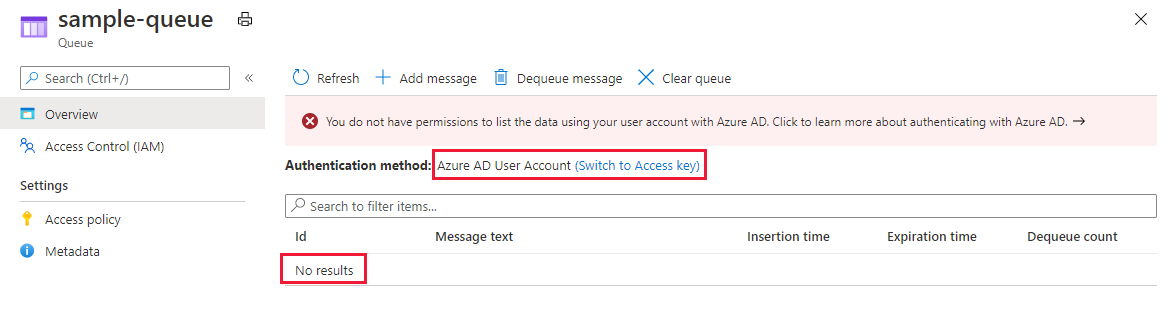 sample-queue
Queue
Search (Ctrl+/)
Overview
Access Control (IAM)
Settings
Access policy
Metadata
Refresh Add message Dequeue message Clear queue
You do not have permissions to list the data using your user account with Azure AD. Click to learn more about authenticating with Azure AD. →
Authentication method: Azure AD User Account (Switch to Access key)
Search to filter items...
Id Message text Insertion time Expiration time Dequeue count
No results